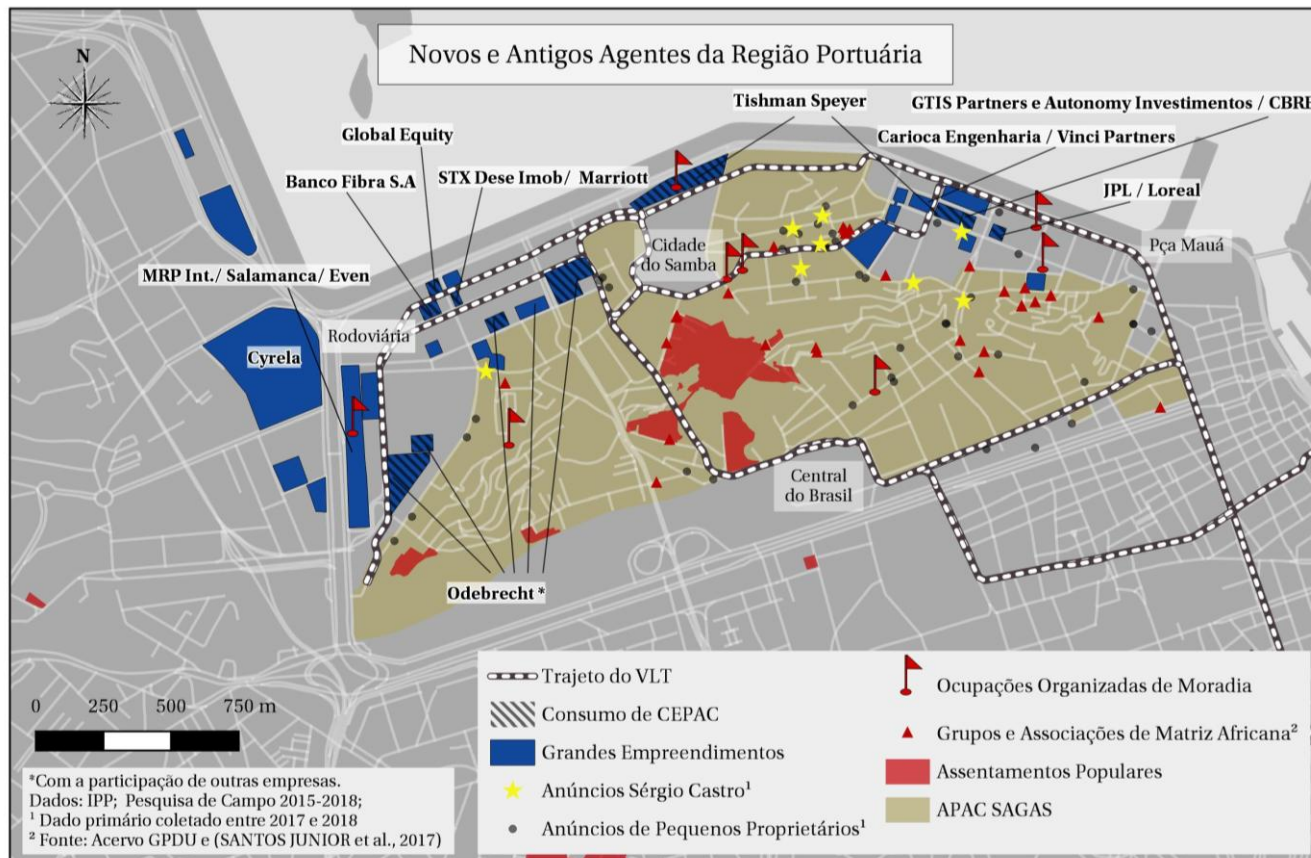 Novos e Antigos Agentes da Região Portuária
N
Tishman Speyer
GTIS Partners e Autonomy Investimentos / CBRE
Global Equity
Carioca Engenharia / Vinci Partners
Banco Fibra S.A
STX Dese Imob/ Marriott
JPL / Loreal
MRP Int./ Salamanca/ Even
Cidade
do Samba
Pça Mauá
Rodoviária
Cyrela
Central
do Brasil
Odebrecht *
0 250 500 750 m
*Com a participação de outras empresas.
Dados: IPP; Pesquisa de Campo 2015-2018;
¹ Dado primário coletado entre 2017 e 2018
² Fonte: Acervo GPDU e (SANTOS JUNIOR et al., 2017)
Trajeto do VLT
Consumo de CEPAC
Grandes Empreendimentos
Anúncios Sérgio Castro¹
Anúncios de Pequenos Proprietários¹
Ocupações Organizadas de Moradia
Grupos e Associações de Matriz Africana²
Assentamentos Populares
APAC SAGAS